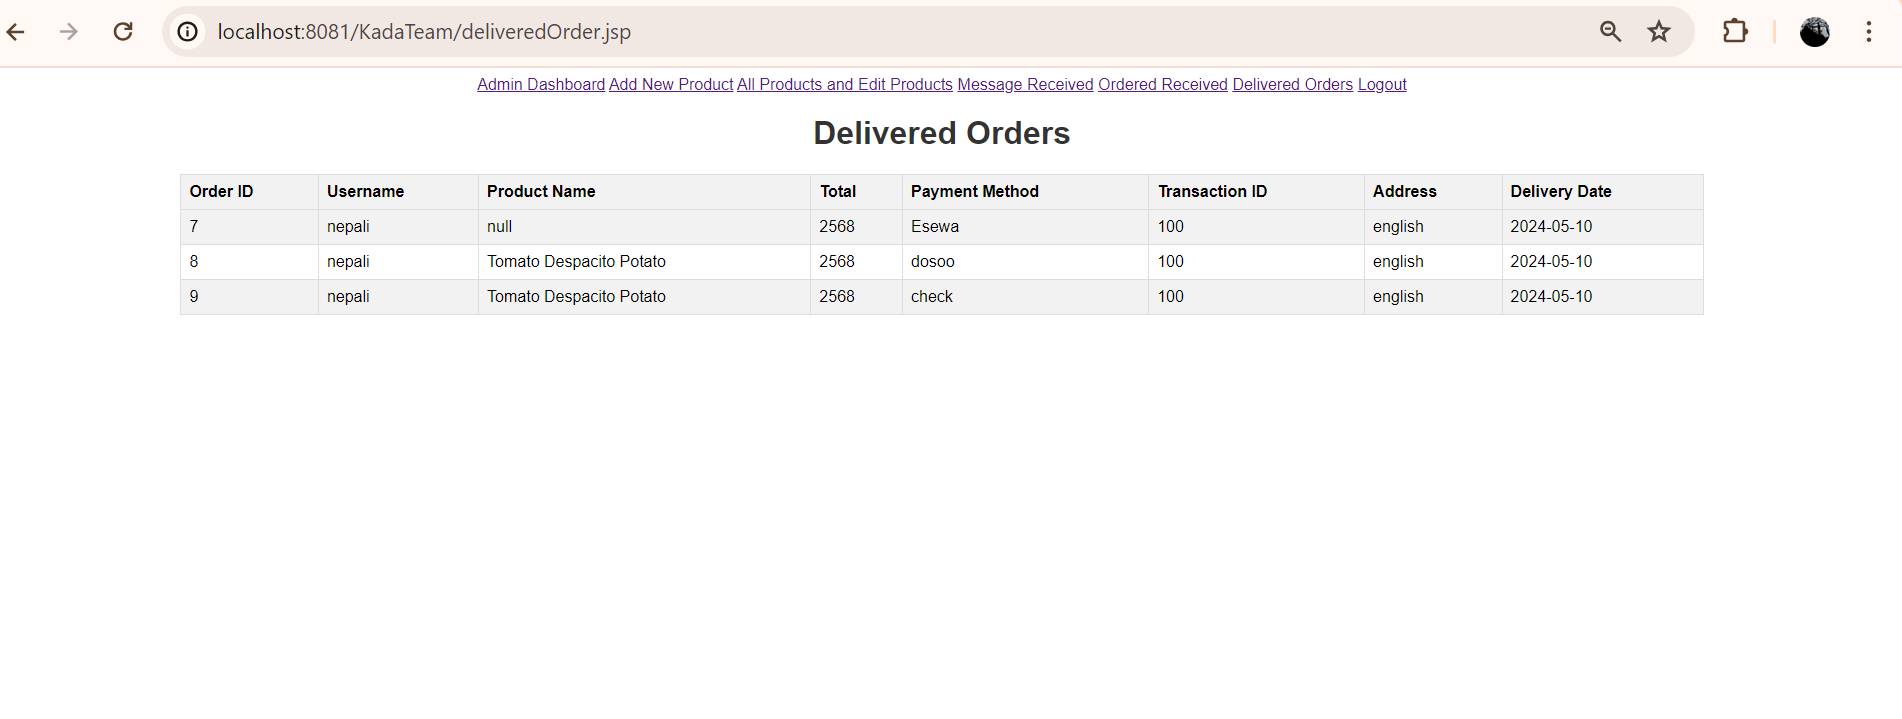 localhost:8081/KadaTeam/deliveredOrder.jsp
Admin Dashboard Add New Product All Products and Edit Products Message Received Ordered Received Delivered Orders Logout
Delivered Orders
Order ID Username Product Name Total Payment Method Transaction ID Address Delivery Date
7 nepali null 2568 Esewa 100 english 2024-05-10
8 nepali Tomato Despacito Potato 2568 dosoo 100 english 2024-05-10
9 nepali Tomato Despacito Potato 2568 check 100 english 2024-05-10